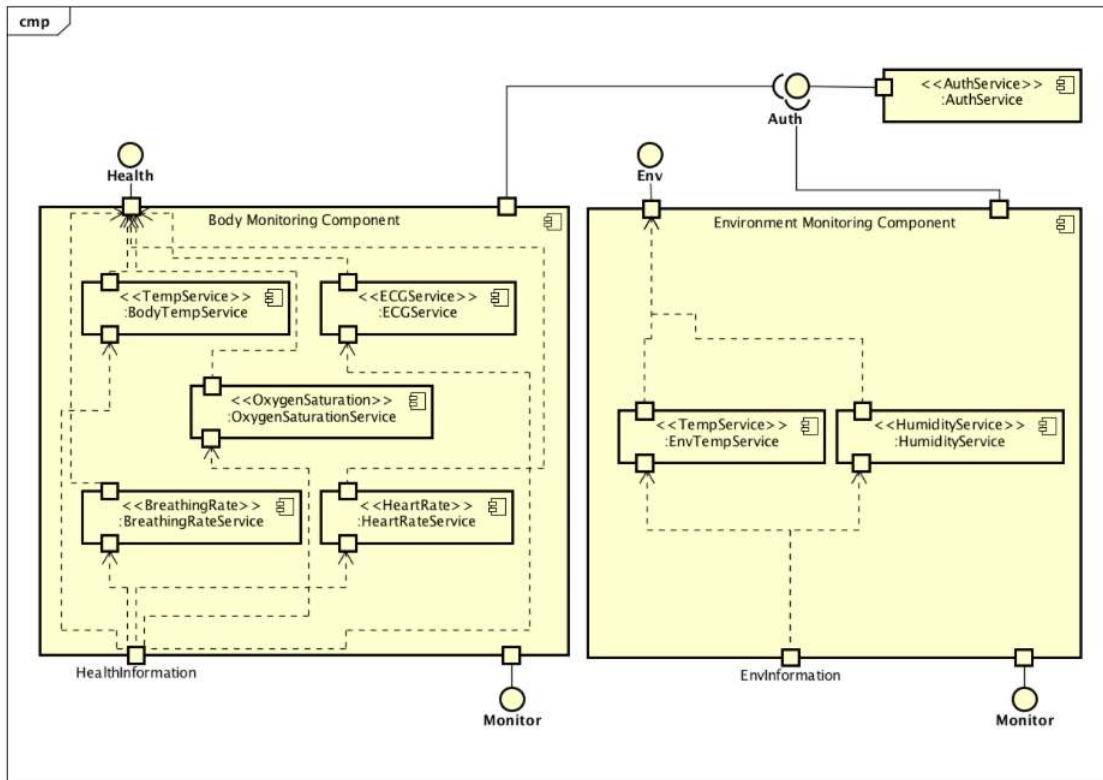 cmp
<<AuthService>>
:AuthService
Auth
Health
Env
Body Monitoring Component
Environment Monitoring Component
<<TempService>>
:BodyTempService
<<ECGService>>
:ECGService
<<OxygenSaturation>>
:OxygenSaturationService
<<TempService>>
:EnvTempService
<<HumidityService>>
:HumidityService
<<BreathingRate>>
:BreathingRateService
<<HeartRate>>
:HeartRateService
HealthInformation
EnvInformation
Monitor
Monitor